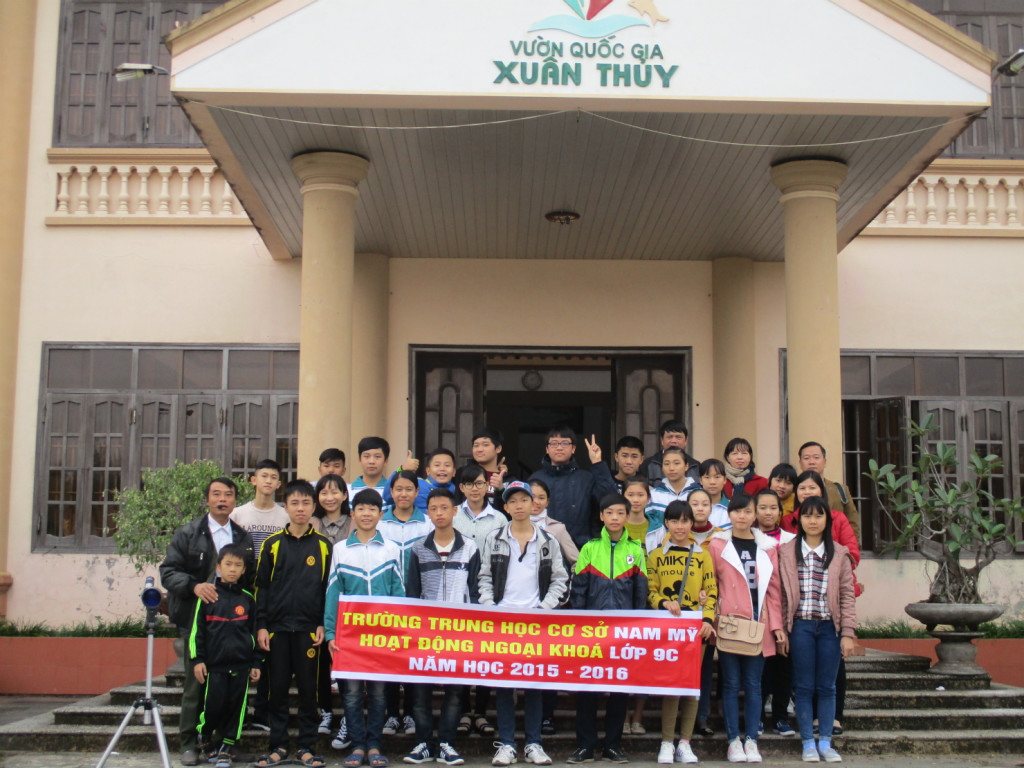 VƯỜN QUỐC GIA
XUÂN THỦY
MIKEY
mouse
TRƯỜNG TRUNG HỌC CƠ SỞ NAM MỸ
HOẠT ĐỘNG NGOẠI KHOÁ LỚP 9C
NĂM HỌC 2015 - 2016